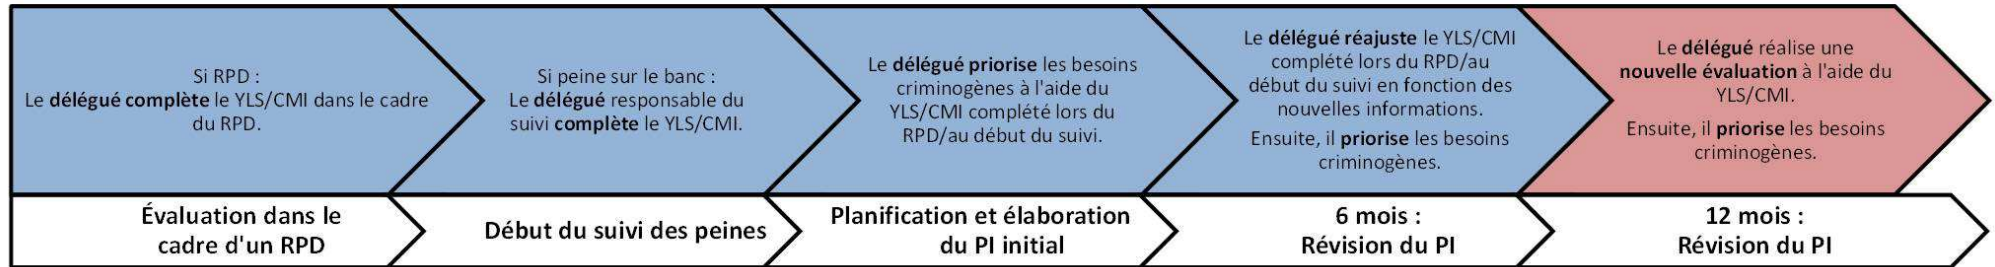 Si RPD :
Le délégué complète le YLS/CMI dans le cadre
du RPD.
Si peine sur le banc :
Le délégué responsable du
suivi complète le YLS/CMI.
Le délégué priorise les besoins
criminogènes à l'aide du
YLS/CMI complété lors du
RPD/au début du suivi.
Le délégué réajuste le YLS/CMI
complété lors du RPD/au
début du suivi en fonction des
nouvelles informations.
Ensuite, il priorise les besoins
criminogènes.
Le délégué réalise une
nouvelle évaluation à l'aide du
YLS/CMI.
Ensuite, il priorise les besoins
criminogènes.
Évaluation dans le
cadre d'un RPD
Début du suivi des peines
Planification et élaboration
du PI initial
6 mois :
Révision du PI
12 mois :
Révision du PI